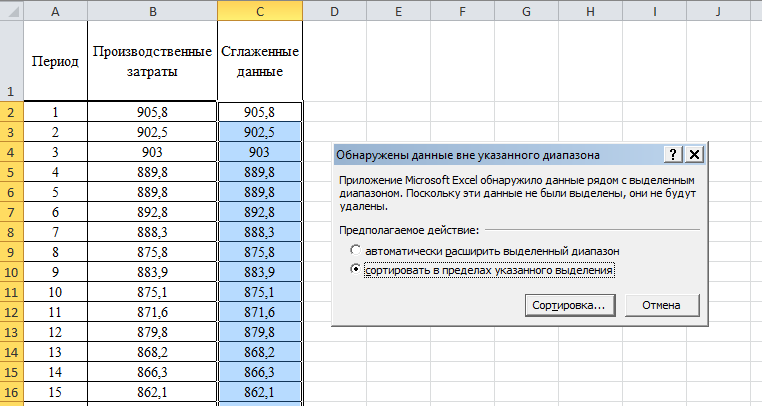 A B C D E F G H I J
1 Период Производственные затраты Сглаженные данные
2 1 905,8 905,8
3 2 902,5 902,5
4 3 903 903
5 4 889,8 889,8
6 5 889,8 889,8
7 6 892,8 892,8
8 7 888,3 888,3
9 8 875,8 875,8
10 9 883,9 883,9
11 10 875,1 875,1
12 11 871,6 871,6
13 12 879,8 879,8
14 13 868,2 868,2
15 14 866,3 866,3
16 15 862,1 862,1
Обнаружены данные вне указанного диапазона
Приложение Microsoft Excel обнаружило данные рядом с выделенным
диапазоном. Поскольку эти данные не были выделены, они не будут
удалены.
Предполагаемое действие:
автоматически расширить выделенный диапазон
сортировать в пределах указанного выделения
Сортировка... Отмена